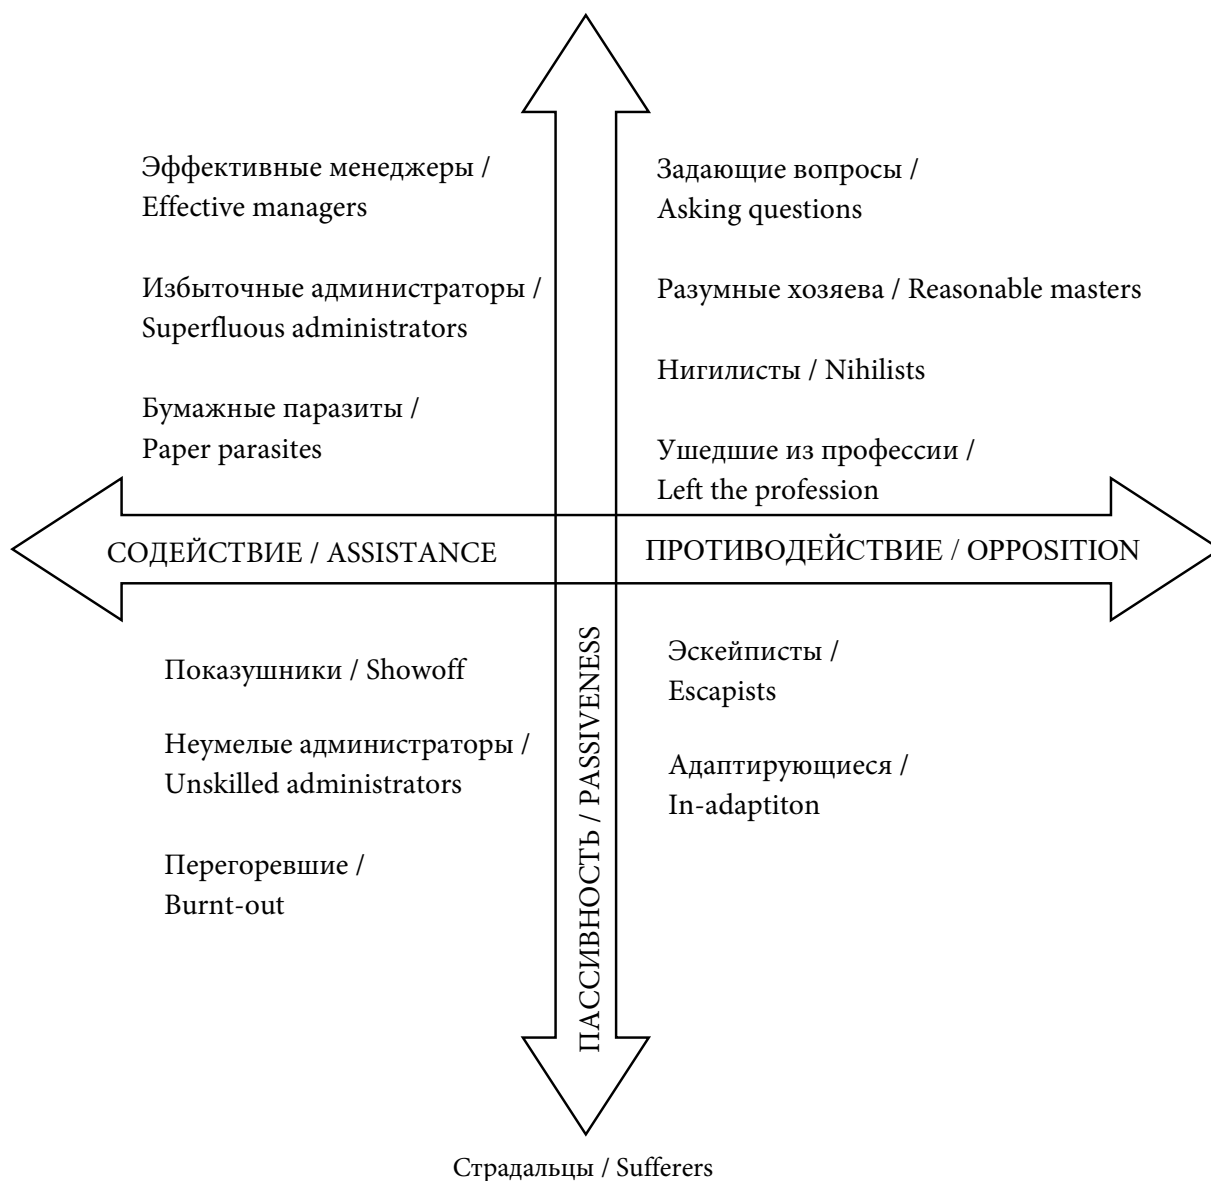 Эффективные менеджеры /
Effective managers
Избыточные администраторы /
Superfluous administrators
Бумажные паразиты /
Paper parasites
Задающие вопросы /
Asking questions
Разумные хозяева / Reasonable masters
Нигилисты / Nihilists
Ушедшие из профессии /
Left the profession
СОДЕЙСТВИЕ / ASSISTANCE
ПРОТИВОДЕЙСТВИЕ / OPPOSITION
Показушники / Showoff
Неумелые администраторы /
Unskilled administrators
Перегоревшие /
Burnt-out
ПАССИВНОСТЬ / PASSIVENESS
Эскейписты /
Escapists
Адаптирующиеся /
In-adaptiton
Страдальцы / Sufferers